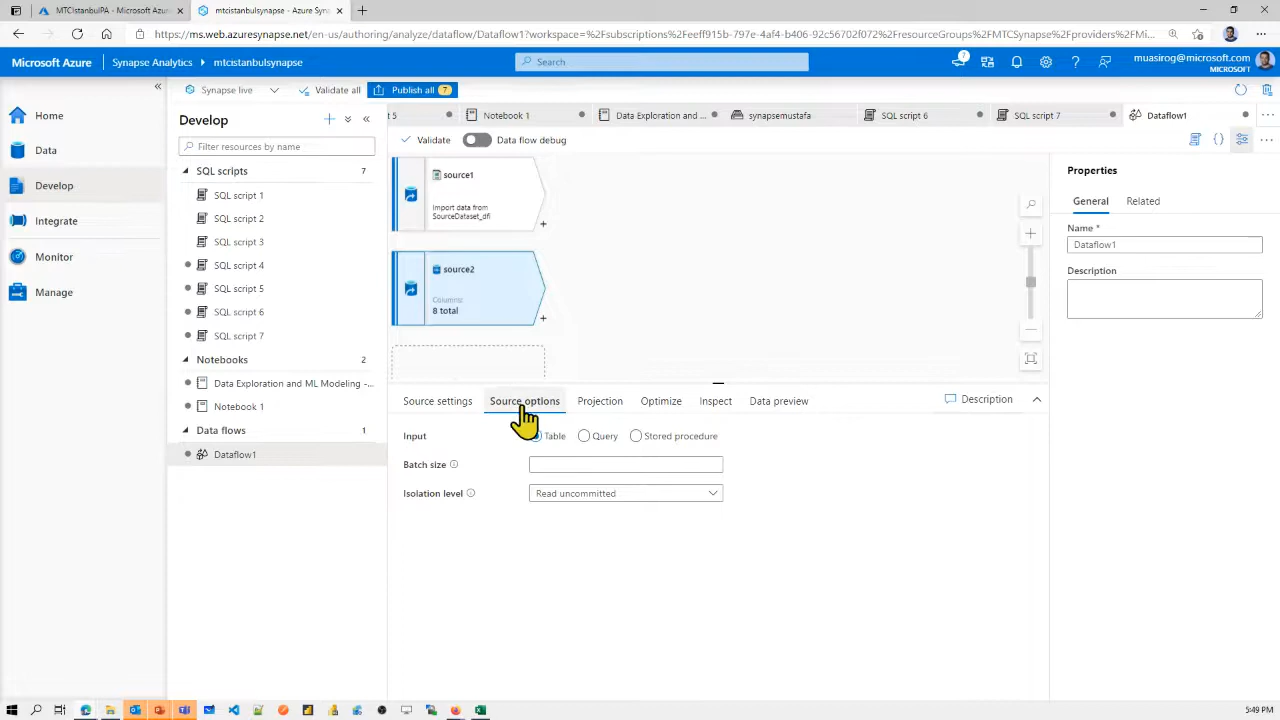 MTCistanbulPA - Microsoft Azur
mtcistanbulsynapse - Azure Syna
https://ms.web.azuresynapse.net/en-us/authoring/analyze/dataflow/Dataflow1?workspace=%2Fsubscriptions%2Feeff915b-797e-4af4-b406-92c56702f072%2FresourceGroups%2FMTCSynapse%2Fproviders%2FMi...
Microsoft Azure
Synapse Analytics
mtcistanbulsynapse
Search
7
muasirog@microsoft.com
MICROSOFT
Synapse live
Validate all
Publish all 7
Home
Data
Develop
Integrate
Monitor
Manage
Develop
Filter resources by name
SQL scripts 7
SQL script 1
SQL script 2
SQL script 3
SQL script 4
SQL script 5
SQL script 6
SQL script 7
Notebooks 2
Data Exploration and ML Modeling -...
Notebook 1
Data flows 1
Dataflow1
t 5
Notebook 1
Data Exploration and ...
synapsemustafa
SQL script 6
SQL script 7
Dataflow1
Validate
Data flow debug
source1
Import data from
SourceDataset_dfl
source2
Columns:
8 total
Source settings
Source options
Projection
Optimize
Inspect
Data preview
Description
Input
Table
Query
Stored procedure
Batch size
Isolation level
Read uncommitted
Properties
General
Related
Name *
Dataflow1
Description
5:49 PM